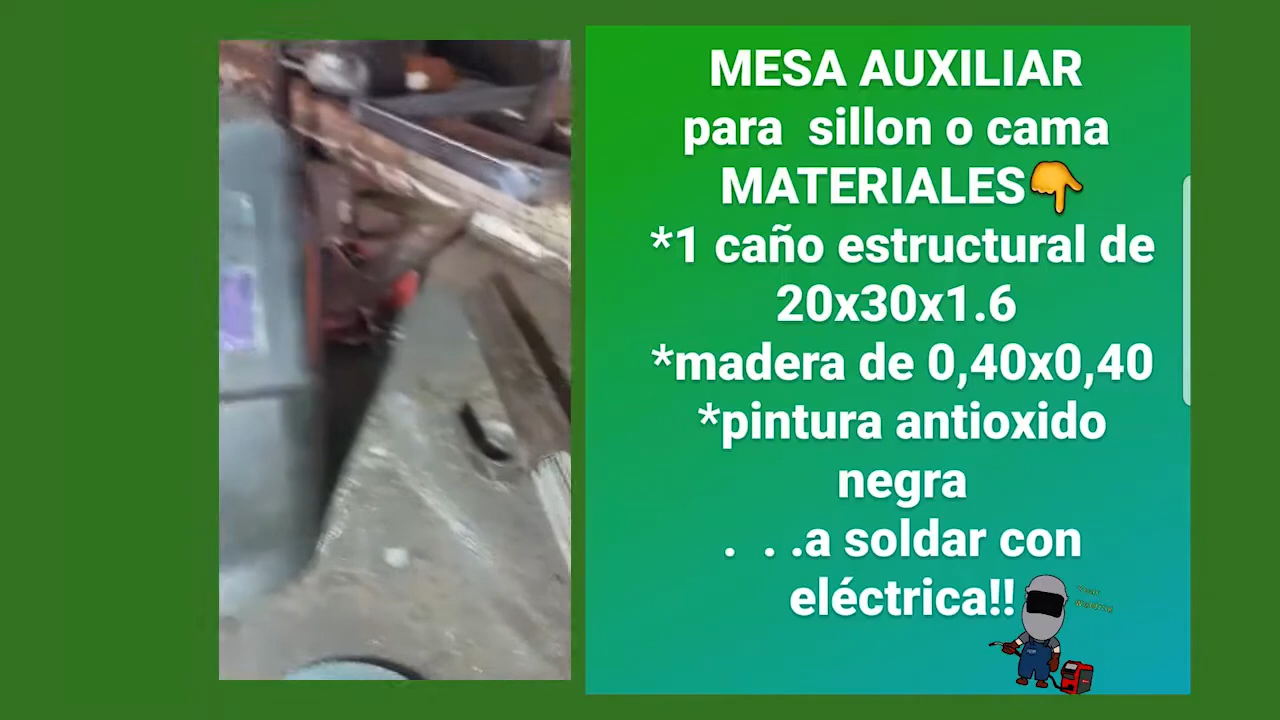 MESA AUXILIAR
para sillon o cama
MATERIALES👇
*1 caño estructural de
20x30x1.6
*madera de 0,40x0,40
*pintura antioxido
negra
. . .a soldar con
eléctrica!!